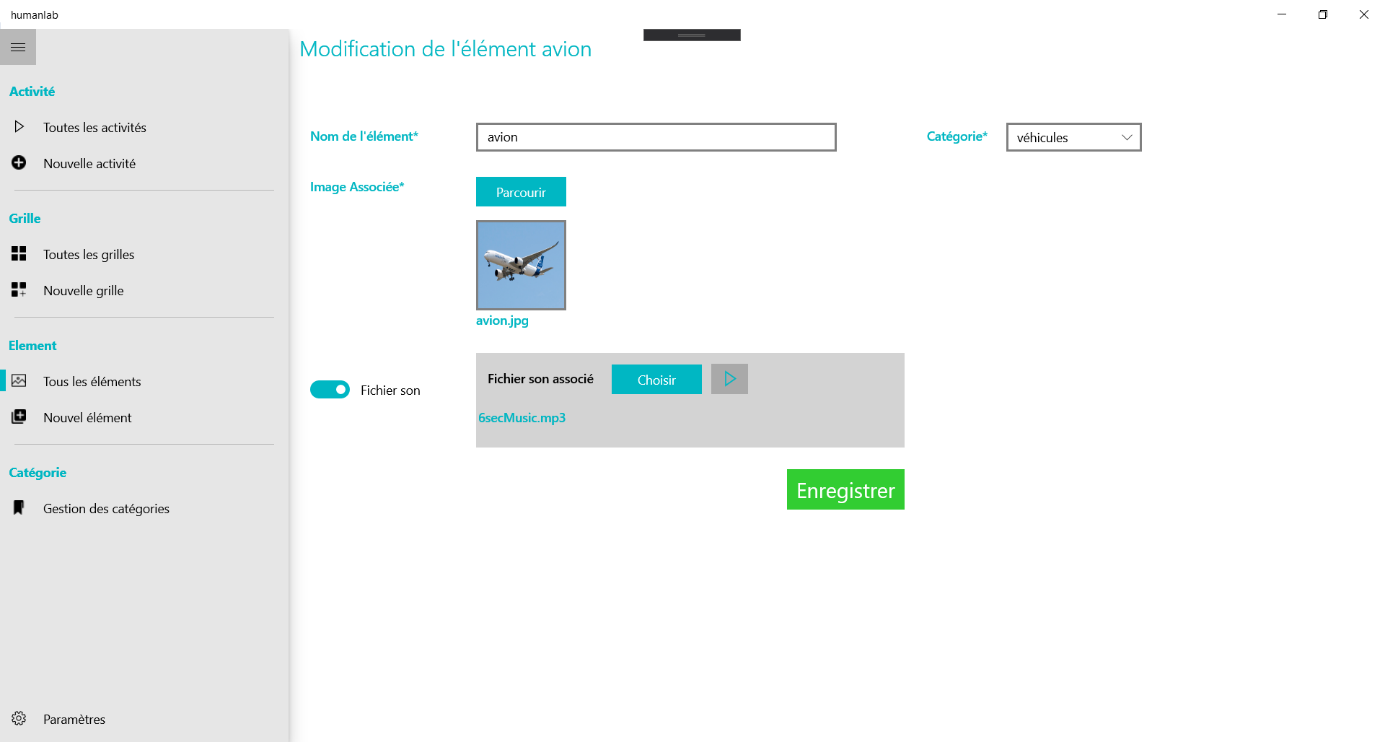 humanlab
Modification de l'élément avion
Activité
Toutes les activités
Nouvelle activité
Grille
Toutes les grilles
Nouvelle grille
Element
Tous les éléments
Nouvel élément
Catégorie
Gestion des catégories
Paramètres
Nom de l'élément*
avion
Catégorie*
véhicules
Image Associée*
Parcourir
avion.jpg
Fichier son
Fichier son associé
Choisir
6secMusic.mp3
Enregistrer